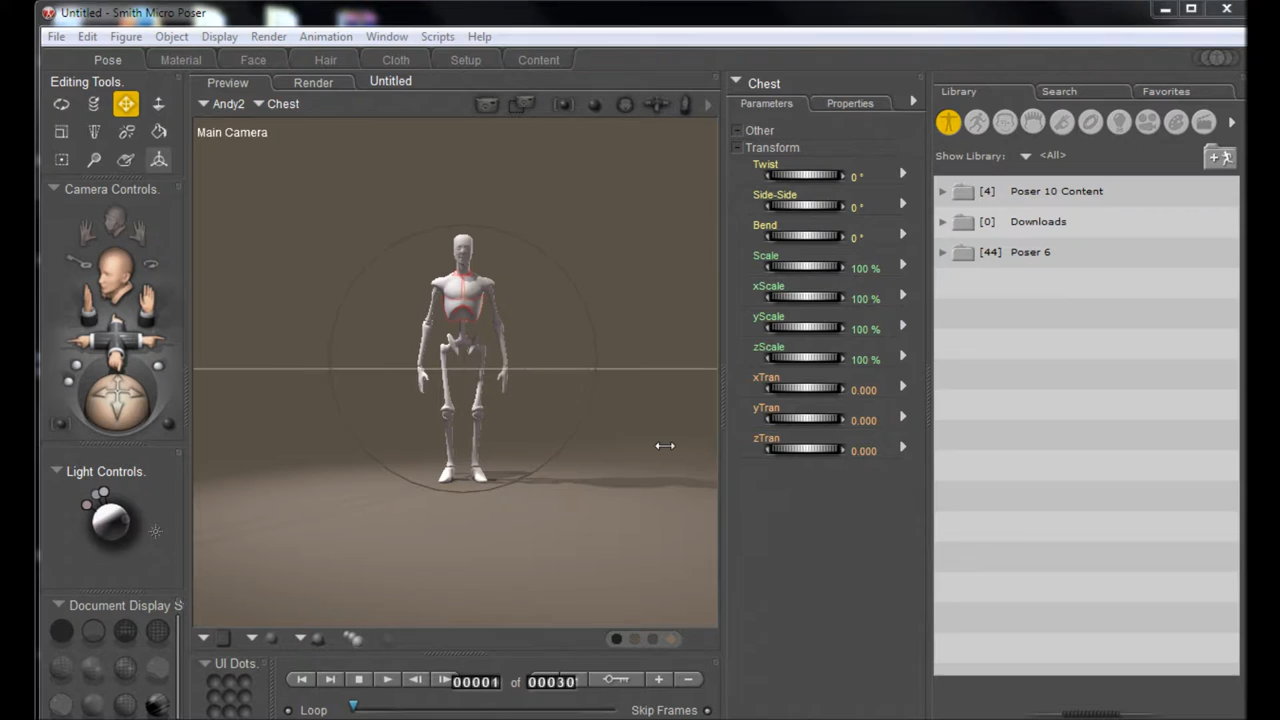 Untitled - Smith Micro Poser
File Edit Figure Object Display Render Animation Window Scripts Help
Pose Material Face Hair Cloth Setup Content
Editing Tools.
Preview Render Untitled
Andy2 Chest
Main Camera
Camera Controls.
Light Controls.
Document Display S
UI Dots.
00001 of 00030
Loop Skip Frames
Chest
Parameters Properties
Other
Transform
Twist
0 °
Side-Side
0 °
Bend
0 °
Scale
100 %
xScale
100 %
yScale
100 %
zScale
100 %
xTran
0.000
yTran
0.000
zTran
0.000
Library Search Favorites
Show Library: <All>
[4] Poser 10 Content
[0] Downloads
[44] Poser 6